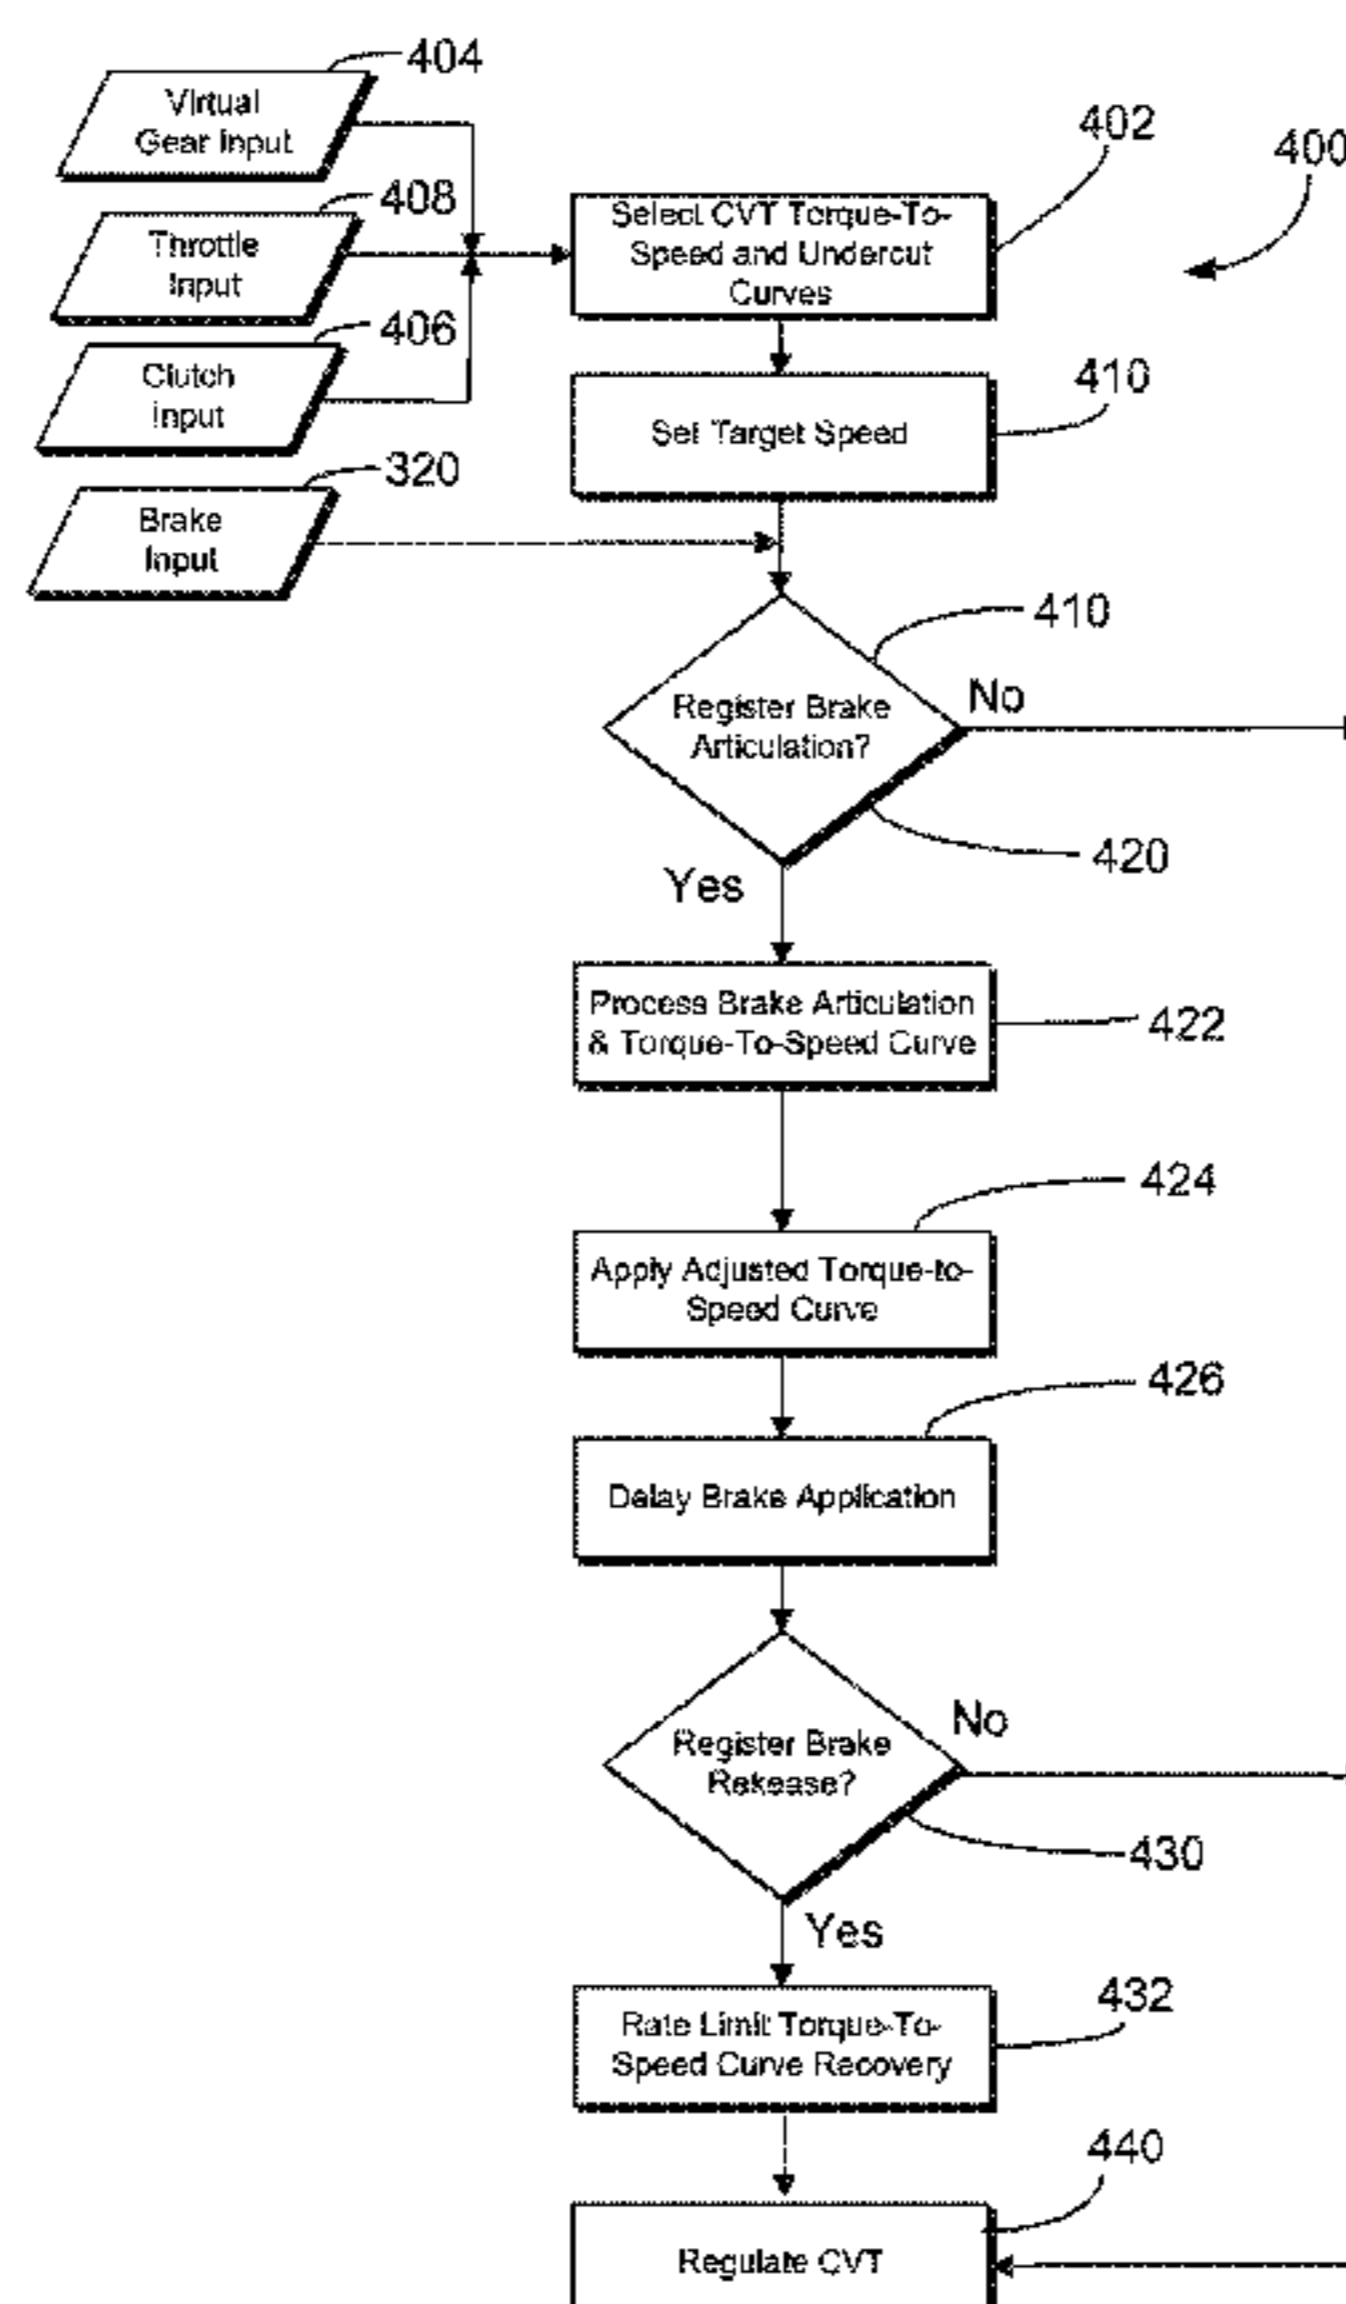 404
Virtual
Gear Input
408
Throttle
Input
406
Clutch
Input
320
Brake
Input
402
400
Select CVT Torque-To-
Speed and Undercut
Curves
410
Set Target Speed
410
Register Brake
Articulation?
No
420
Yes
Process Brake Articulation
& Torque-To-Speed Curve
422
424
Apply Adjusted Torque-to-
Speed Curve
426
Delay Brake Application
Register Brake
Rekease?
No
430
Yes
432
Rate Limit Torque-To-
Speed Curve Recovery
440
Regulate CVT